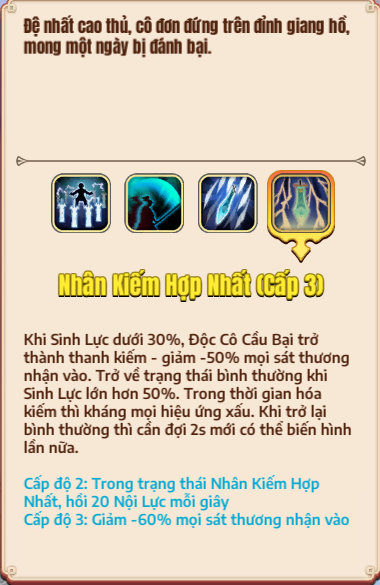 Đệ nhất cao thủ, cô đơn đứng trên đỉnh giang hồ,
mong một ngày bị đánh bại.
Nhân Kiếm Hợp Nhất (Cấp 3)
Khi Sinh Lực dưới 30%, Độc Cô Cầu Bại trở
thành thanh kiếm - giảm -50% mọi sát thương
nhận vào. Trở về trạng thái bình thường khi
Sinh Lực lớn hơn 50%. Trong thời gian hóa
kiếm thì kháng mọi hiệu ứng xấu. Khi trở lại
bình thường thì cần đợi 2s mới có thể biến hình
lần nữa.
Cấp độ 2: Trong trạng thái Nhân Kiếm Hợp
Nhất, hồi 20 Nội Lực mỗi giây
Cấp độ 3: Giảm -60% mọi sát thương nhận vào